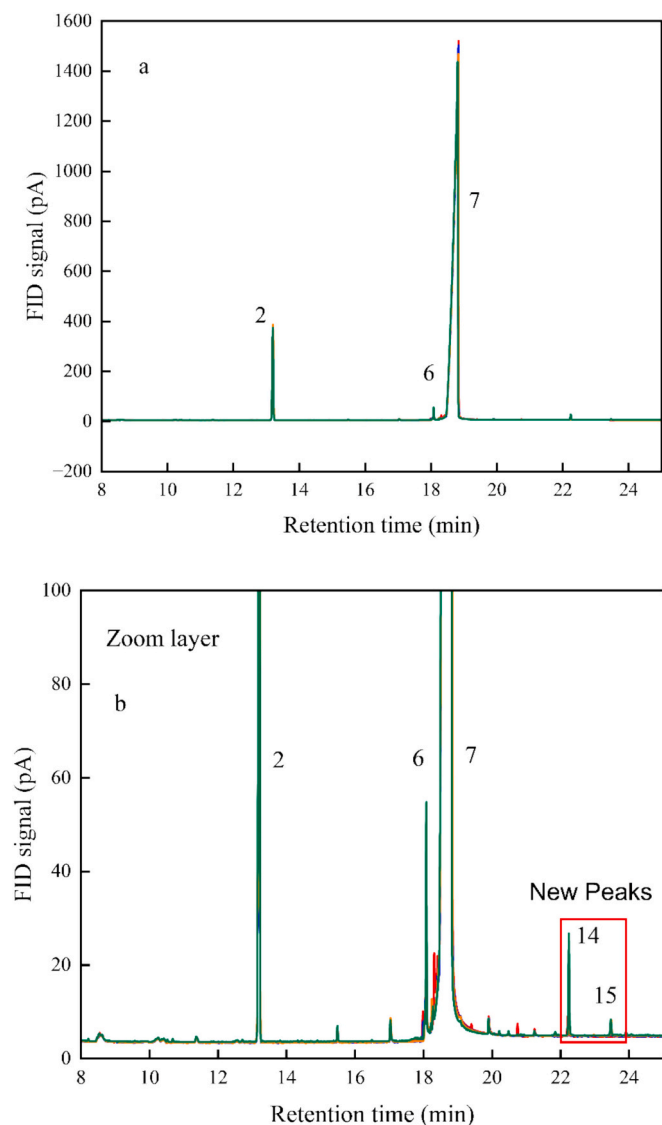 1600
a
1400
1200
7
1000
800
600
2
400
6
200
0
−200
8 10 12 14 16 18 20 22 24
FID signal (pA)
Retention time (min)
100
Zoom layer
b
80
2
6
7
60
40
New Peaks
14
20
15
0
8 10 12 14 16 18 20 22 24
FID signal (pA)
Retention time (min)